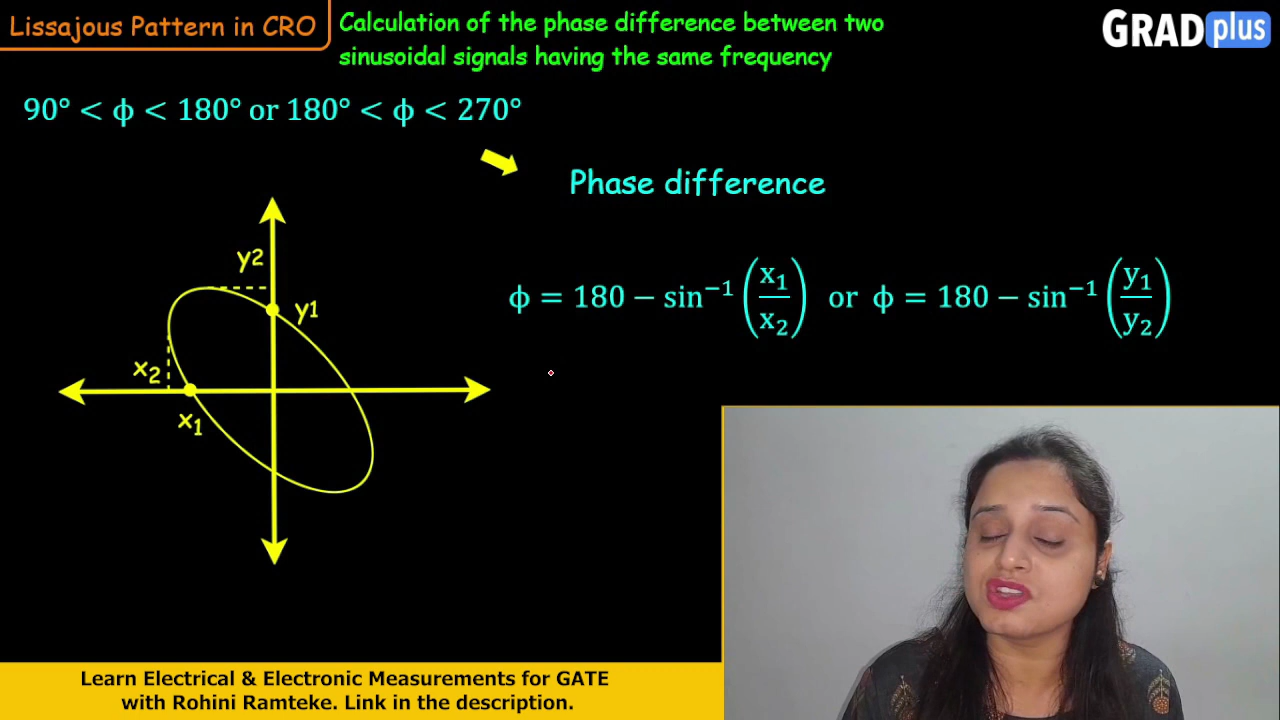 Lissajous Pattern in CRO
Calculation of the phase difference between two
sinusoidal signals having the same frequency
GRADplus
90° < ϕ < 180° or 180° < ϕ < 270°
Phase difference
y2
y1
x₂
x₁
ϕ = 180 − sin⁻¹ (x₁/x₂) or ϕ = 180 − sin⁻¹ (y₁/y₂)
Learn Electrical & Electronic Measurements for GATE
with Rohini Ramteke. Link in the description.